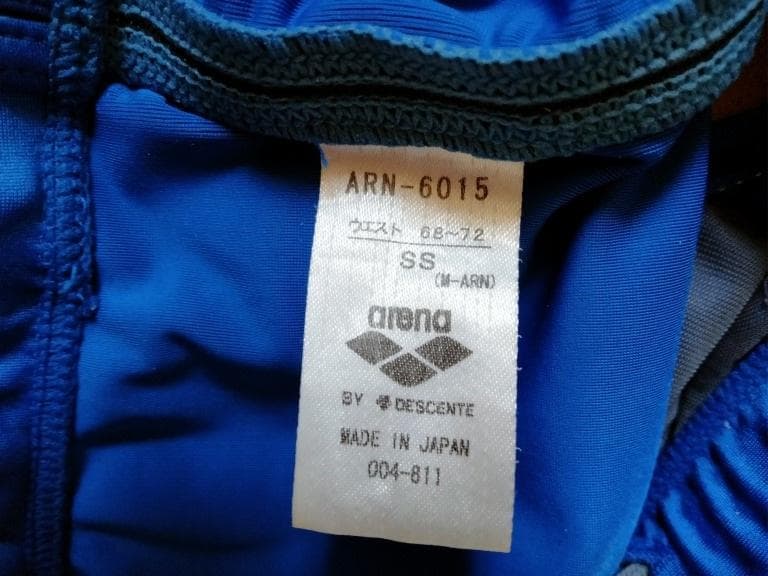 ARN-6015
ウエスト 68~72
SS
(M-ARN)
arena
BY DESCENTE
MADE IN JAPAN
004-811